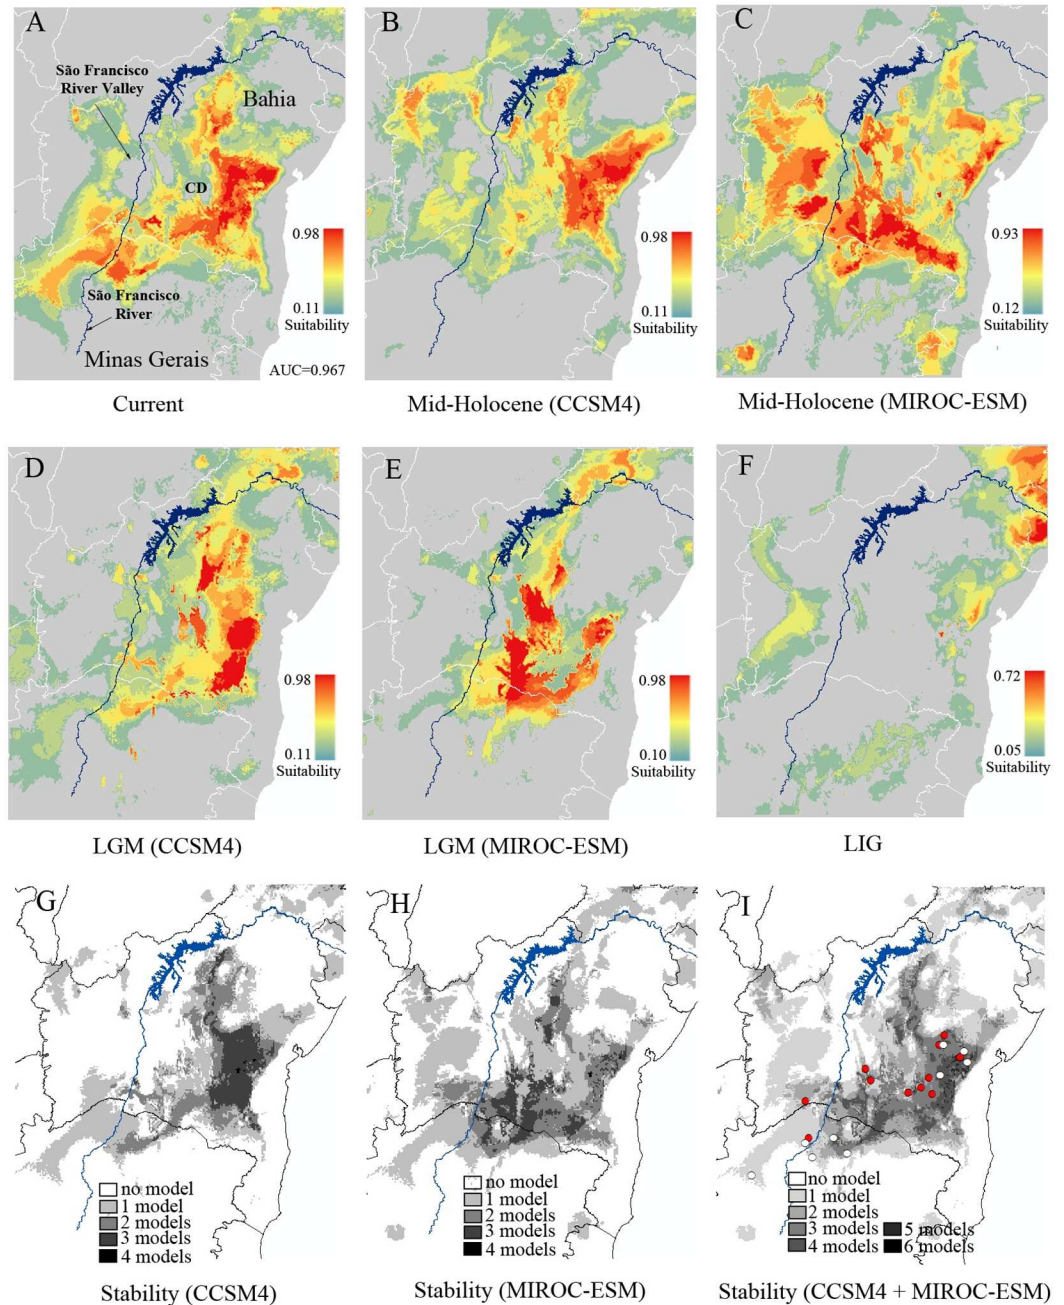 A
São Francisco
River Valley
Bahia
CD
0.98
0.11
Suitability
São Francisco
River
Minas Gerais
AUC=0.967
Current
B
0.98
0.11
Suitability
Mid-Holocene (CCSM4)
C
0.93
0.12
Suitability
Mid-Holocene (MIROC-ESM)
D
0.98
0.11
Suitability
LGM (CCSM4)
E
0.98
0.10
Suitability
LGM (MIROC-ESM)
F
0.72
0.05
Suitability
LIG
G
no model
1 model
2 models
3 models
4 models
Stability (CCSM4)
H
no model
1 model
2 models
3 models
4 models
Stability (MIROC-ESM)
I
no model
1 model
2 models
3 models
4 models
5 models
6 models
Stability (CCSM4 + MIROC-ESM)